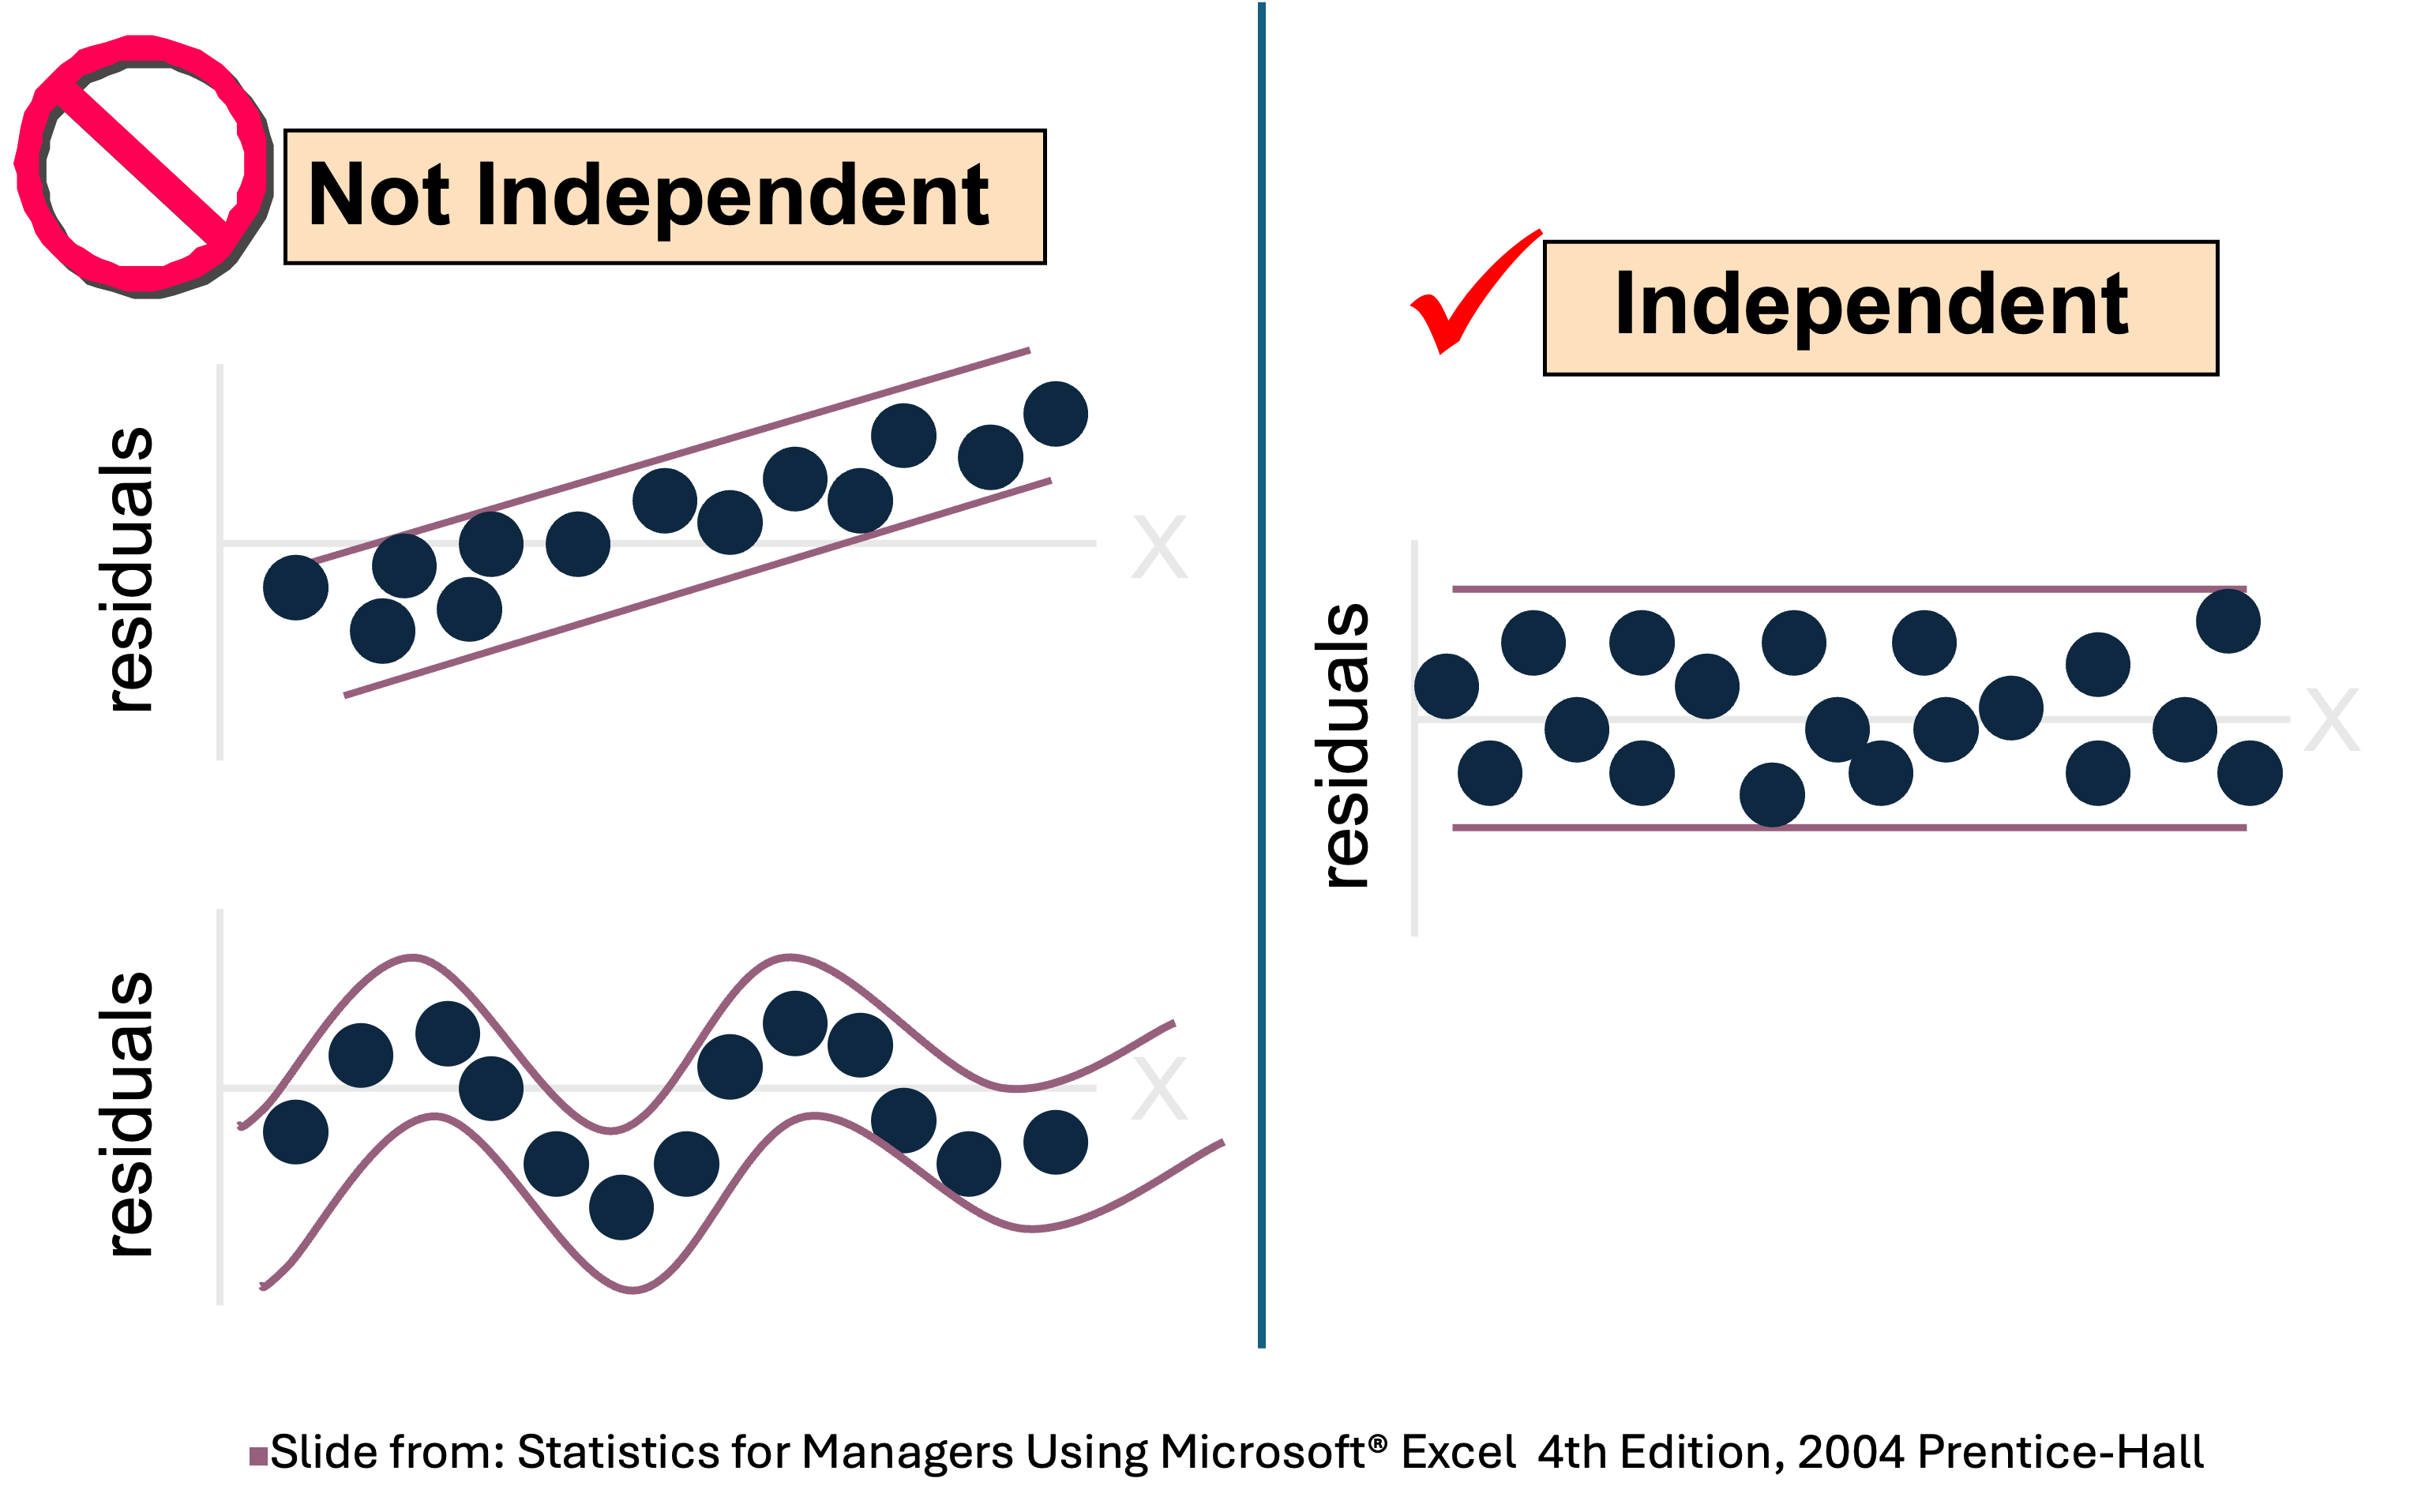 Not Independent
Independent
residuals
X
residuals
X
residuals
X
Slide from: Statistics for Managers Using Microsoft® Excel 4th Edition, 2004 Prentice-Hall